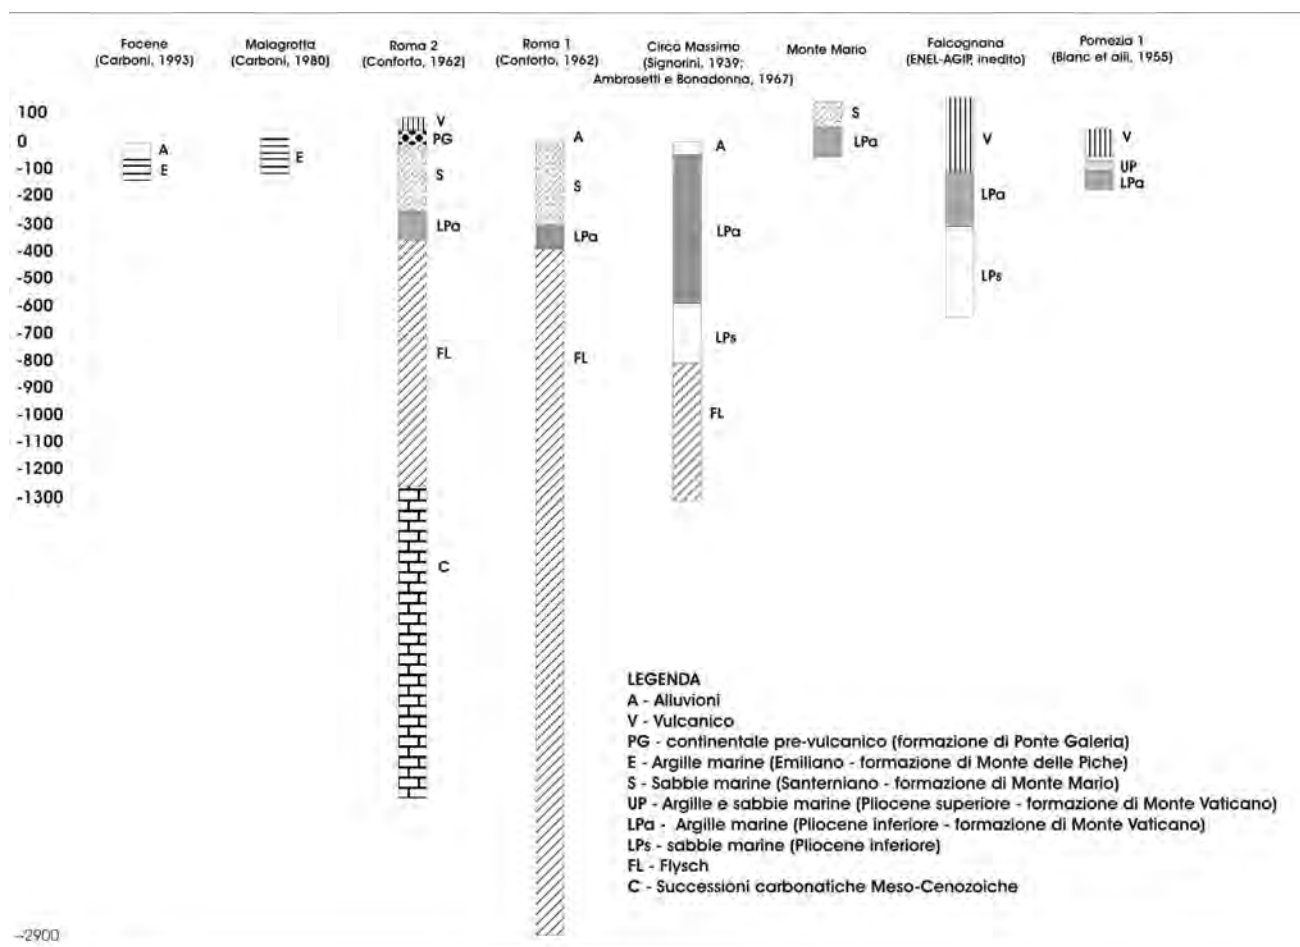 Focene
(Carboni, 1993)
Malagrotta
(Carboni, 1980)
Roma 2
(Conforto, 1962)
Roma 1
(Conforto, 1962)
Circo Massimo
(Signorini, 1939;
Ambrosetti e Bonadonna, 1967)
Monte Mario
Falcognana
(ENEL-AGIP, inedito)
Pomezia 1
(Blanc et alii, 1955)
100
0
-100
-200
-300
-400
-500
-600
-700
-800
-900
-1000
-1100
-1200
-1300
-2900
A
E
E
V
PG
S
LPa
FL
C
A
S
LPa
FL
A
LPa
LPs
FL
S
LPa
V
LPa
LPs
V
UP
LPa
LEGENDA
A - Alluvioni
V - Vulcanico
PG - continentale pre-vulcanico (formazione di Ponte Galeria)
E - Argille marine (Emiliano - formazione di Monte delle Piche)
S - Sabbie marine (Santerniano - formazione di Monte Mario)
UP - Argille e sabbie marine (Pliocene superiore - formazione di Monte Vaticano)
LPa - Argille marine (Pliocene inferiore - formazione di Monte Vaticano)
LPs - sabbie marine (Pliocene inferiore)
FL - Flysch
C - Successioni carbonatiche Meso-Cenozoiche